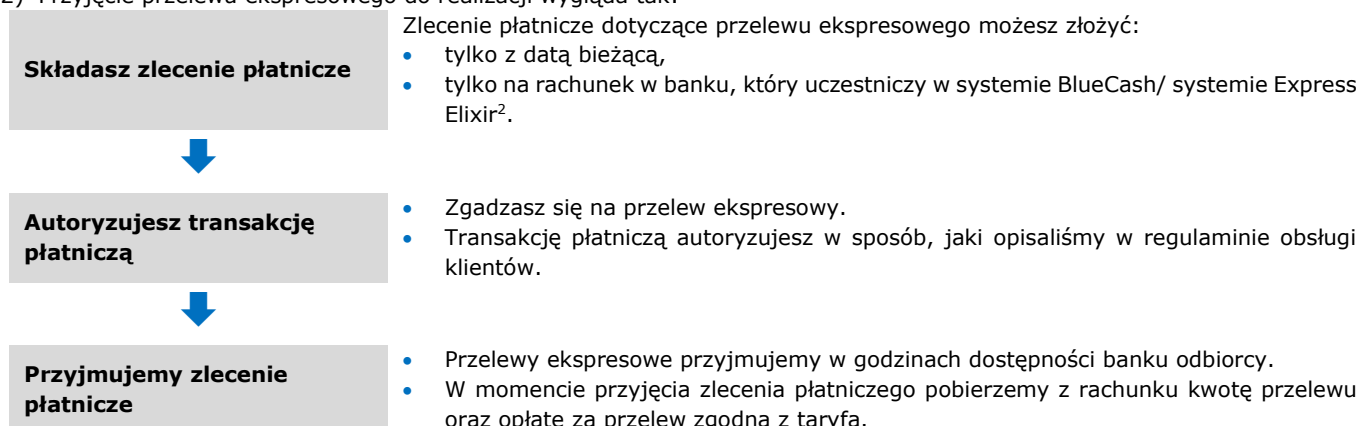 2) Przyjęcie przelewu ekspresowego do realizacji wygląda tak:
Składasz zlecenie płatnicze
Zlecenie płatnicze dotyczące przelewu ekspresowego możesz złożyć:
• tylko z datą bieżącą,
• tylko na rachunek w banku, który uczestniczy w systemie BlueCash/ systemie Express
Elixir².
Autoryzujesz transakcję
płatniczą
• Zgadzasz się na przelew ekspresowy.
• Transakcję płatniczą autoryzujesz w sposób, jaki opisaliśmy w regulaminie obsługi
klientów.
Przyjmujemy zlecenie
płatnicze
• Przelewy ekspresowe przyjmujemy w godzinach dostępności banku odbiorcy.
• W momencie przyjęcia zlecenia płatniczego pobierzemy z rachunku kwotę przelewu
oraz opłatę za przelew zgodną z taryfą.